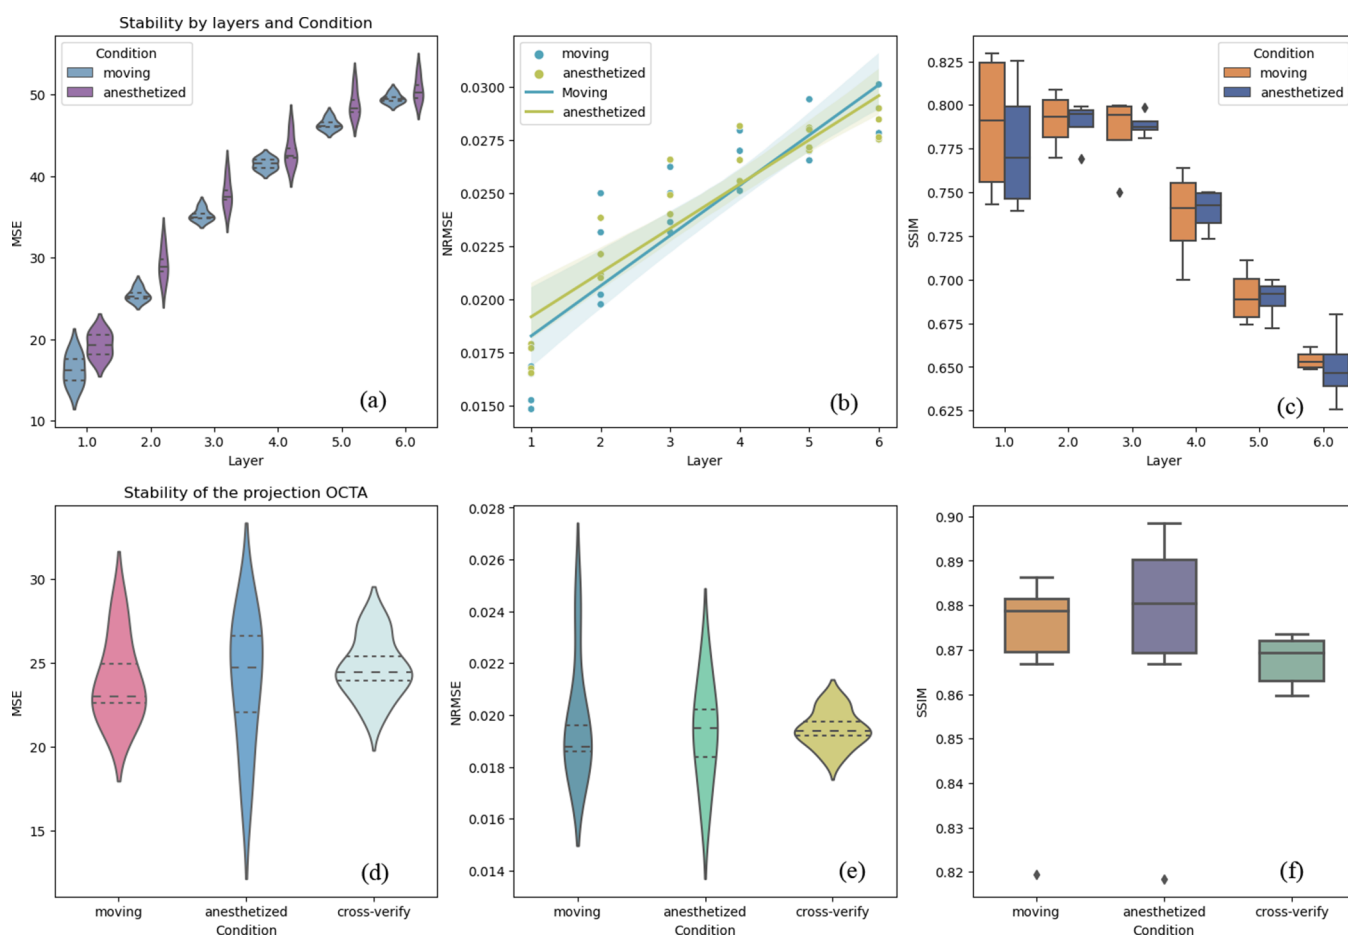 Stability by layers and Condition
Condition
moving
anesthetized
MSE
50
40
30
20
10
1.0 2.0 3.0 4.0 5.0 6.0
Layer
(a)
moving
anesthetized
Moving
anesthetized
NRMSE
0.0300
0.0275
0.0250
0.0225
0.0200
0.0175
0.0150
1 2 3 4 5 6
Layer
(b)
Condition
moving
anesthetized
SSIM
0.825
0.800
0.775
0.750
0.725
0.700
0.675
0.650
0.625
1.0 2.0 3.0 4.0 5.0 6.0
Layer
(c)
Stability of the projection OCTA
MSE
30
25
20
15
moving anesthetized cross-verify
Condition
(d)
NRMSE
0.028
0.026
0.024
0.022
0.020
0.018
0.016
0.014
moving anesthetized cross-verify
Condition
(e)
SSIM
0.90
0.89
0.88
0.87
0.86
0.85
0.84
0.83
0.82
moving anesthetized cross-verify
Condition
(f)